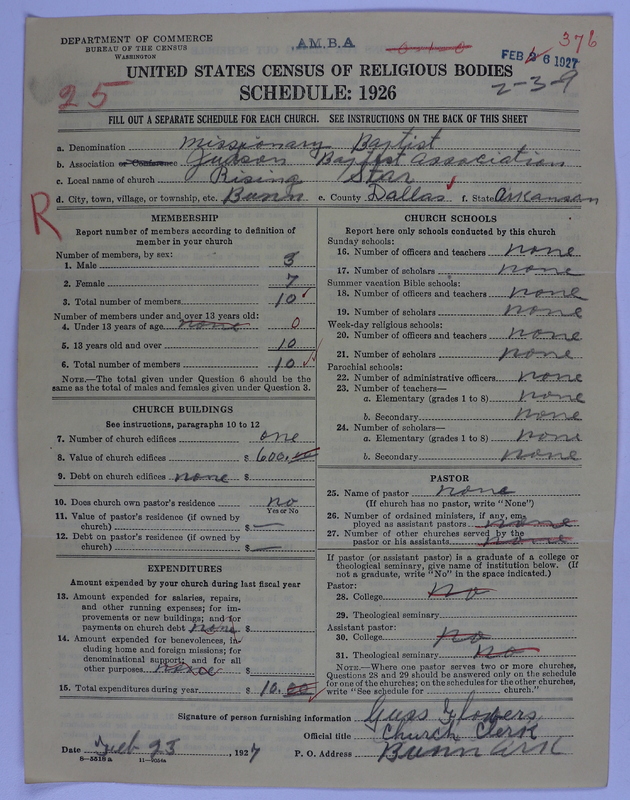 DEPARTMENT OF COMMERCE
BUREAU OF THE CENSUS
WASHINGTON
A.M.B.A
0-1-0
376
FEB 26 1927
2-3-9
25
UNITED STATES CENSUS OF RELIGIOUS BODIES
SCHEDULE: 1926
FILL OUT A SEPARATE SCHEDULE FOR EACH CHURCH. SEE INSTRUCTIONS ON THE BACK OF THIS SHEET
a. Denomination Missionary Baptist
b. Association or Conference Judson Baptist Association
c. Local name of church Rising Star
d. City, town, village, or township, etc. Bunn e. County Dallas f. State Arkansas
R
MEMBERSHIP
Report number of members according to definition of
member in your church
Number of members, by sex:
1. Male 3
2. Female 7
3. Total number of members 10
Number of members under and over 13 years old:
4. Under 13 years of age none 0
5. 13 years old and over 10
6. Total number of members 10
NOTE.—The total given under Question 6 should be the
same as the total of males and females given under Question 3.
CHURCH BUILDINGS
See instructions, paragraphs 10 to 12
7. Number of church edifices one
8. Value of church edifices $ 600.00
9. Debt on church edifices none $
10. Does church own pastor's residence no
Yes or No
11. Value of pastor's residence (if owned by
church) $ —
12. Debt on pastor's residence (if owned by
church) $ —
EXPENDITURES
Amount expended by your church during last fiscal year
13. Amount expended for salaries, repairs,
and other running expenses; for im-
provements or new buildings; and for
payments on church debt none $
14. Amount expended for benevolences, in-
cluding home and foreign missions; for
denominational support; and for all
other purposes none $
15. Total expenditures during year $ 10.00
CHURCH SCHOOLS
Report here only schools conducted by this church
Sunday schools:
16. Number of officers and teachers none
17. Number of scholars none
Summer vacation Bible schools:
18. Number of officers and teachers none
19. Number of scholars none
Week-day religious schools:
20. Number of officers and teachers none
21. Number of scholars none
Parochial schools:
22. Number of administrative officers none
23. Number of teachers—
a. Elementary (grades 1 to 8) none
b. Secondary none
24. Number of scholars—
a. Elementary (grades 1 to 8) none
b. Secondary none
PASTOR
25. Name of pastor none
(If church has no pastor, write "None")
26. Number of ordained ministers, if any, em-
ployed as assistant pastors none
27. Number of other churches served by the
pastor or his assistants none
If pastor (or assistant pastor) is a graduate of a college or
theological seminary, give name of institution below. (If
not a graduate, write "No" in the space indicated.)
Pastor:
28. College No
29. Theological seminary
Assistant pastor:
30. College no
31. Theological seminary no
NOTE.—Where one pastor serves two or more churches,
Questions 28 and 29 should be answered only on the schedule
for one of the churches; on the schedules for the other churches,
write "See schedule for church."
Signature of person furnishing information Guss Flowers
Official title Church Clerk
Date Feb 23, 1927 P. O. Address Bunn Ark
8—5518a